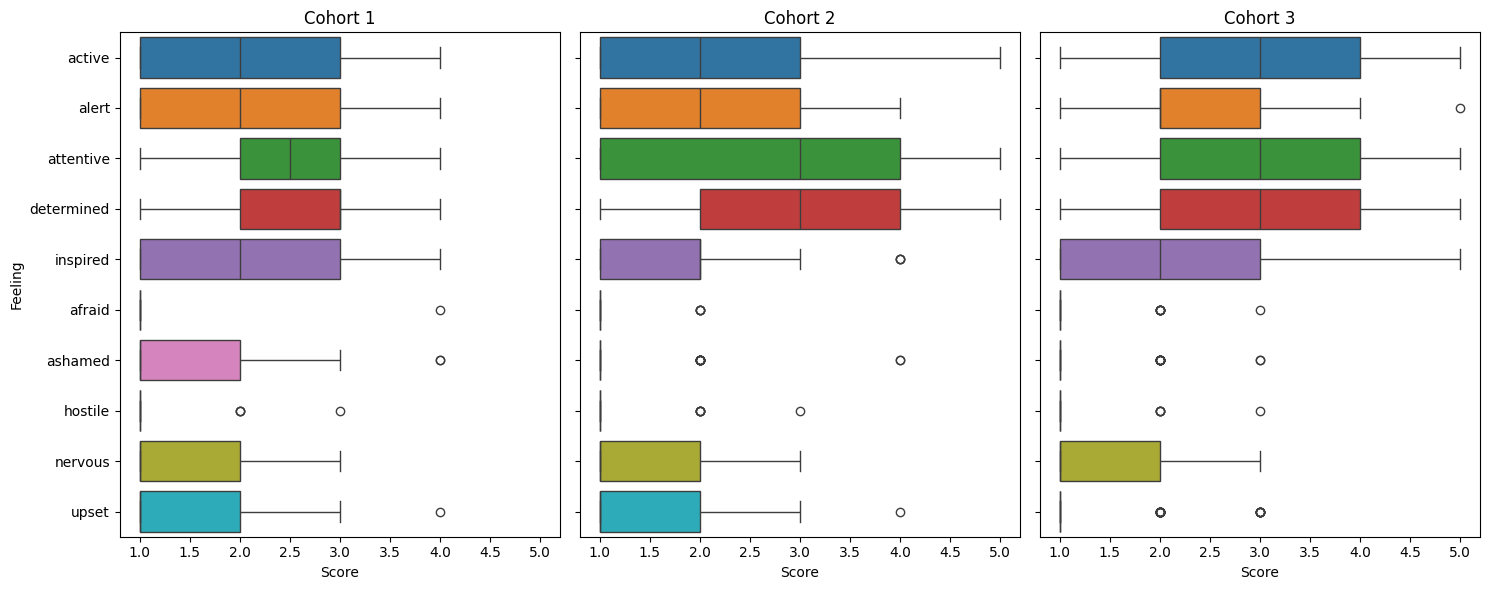 Cohort 1
Cohort 2
Cohort 3
Feeling
active
alert
attentive
determined
inspired
afraid
ashamed
hostile
nervous
upset
1.0 1.5 2.0 2.5 3.0 3.5 4.0 4.5 5.0
1.0 1.5 2.0 2.5 3.0 3.5 4.0 4.5 5.0
1.0 1.5 2.0 2.5 3.0 3.5 4.0 4.5 5.0
Score
Score
Score